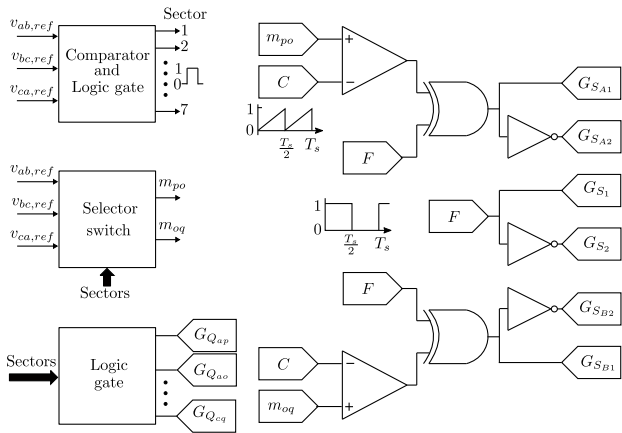 Sector
v_{ab,ref}
v_{bc,ref}
v_{ca,ref}
Comparator
and
Logic gate
1
2
7
1
0
v_{ab,ref}
v_{bc,ref}
v_{ca,ref}
Selector
switch
m_{po}
m_{oq}
Sectors
Sectors
Logic
gate
G_{Q_{ap}}
G_{Q_{ao}}
G_{Q_{cq}}
m_{po}
+
C
−
1
0
T_s/2
T_s
F
G_{S_{A1}}
G_{S_{A2}}
1
0
T_s/2
T_s
F
G_{S_1}
G_{S_2}
F
C
−
m_{oq}
+
G_{S_{B2}}
G_{S_{B1}}